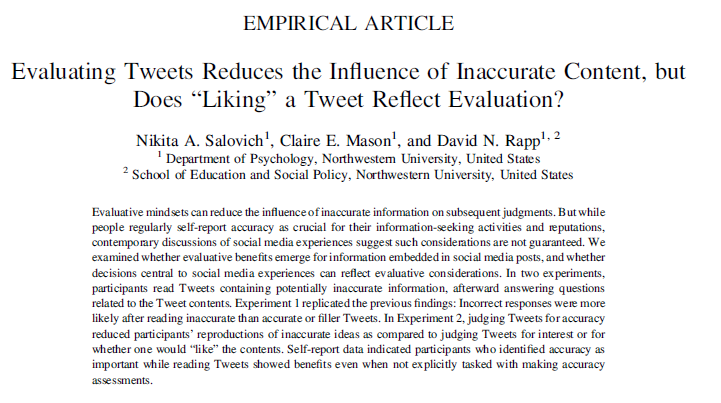 EMPIRICAL ARTICLE
Evaluating Tweets Reduces the Influence of Inaccurate Content, but
Does “Liking” a Tweet Reflect Evaluation?
Nikita A. Salovich1, Claire E. Mason1, and David N. Rapp1, 2
1 Department of Psychology, Northwestern University, United States
2 School of Education and Social Policy, Northwestern University, United States
Evaluative mindsets can reduce the influence of inaccurate information on subsequent judgments. But while
people regularly self-report accuracy as crucial for their information-seeking activities and reputations,
contemporary discussions of social media experiences suggest such considerations are not guaranteed. We
examined whether evaluative benefits emerge for information embedded in social media posts, and whether
decisions central to social media experiences can reflect evaluative considerations. In two experiments,
participants read Tweets containing potentially inaccurate information, afterward answering questions
related to the Tweet contents. Experiment 1 replicated the previous findings: Incorrect responses were more
likely after reading inaccurate than accurate or filler Tweets. In Experiment 2, judging Tweets for accuracy
reduced participants’ reproductions of inaccurate ideas as compared to judging Tweets for interest or for
whether one would “like” the contents. Self-report data indicated participants who identified accuracy as
important while reading Tweets showed benefits even when not explicitly tasked with making accuracy
assessments.